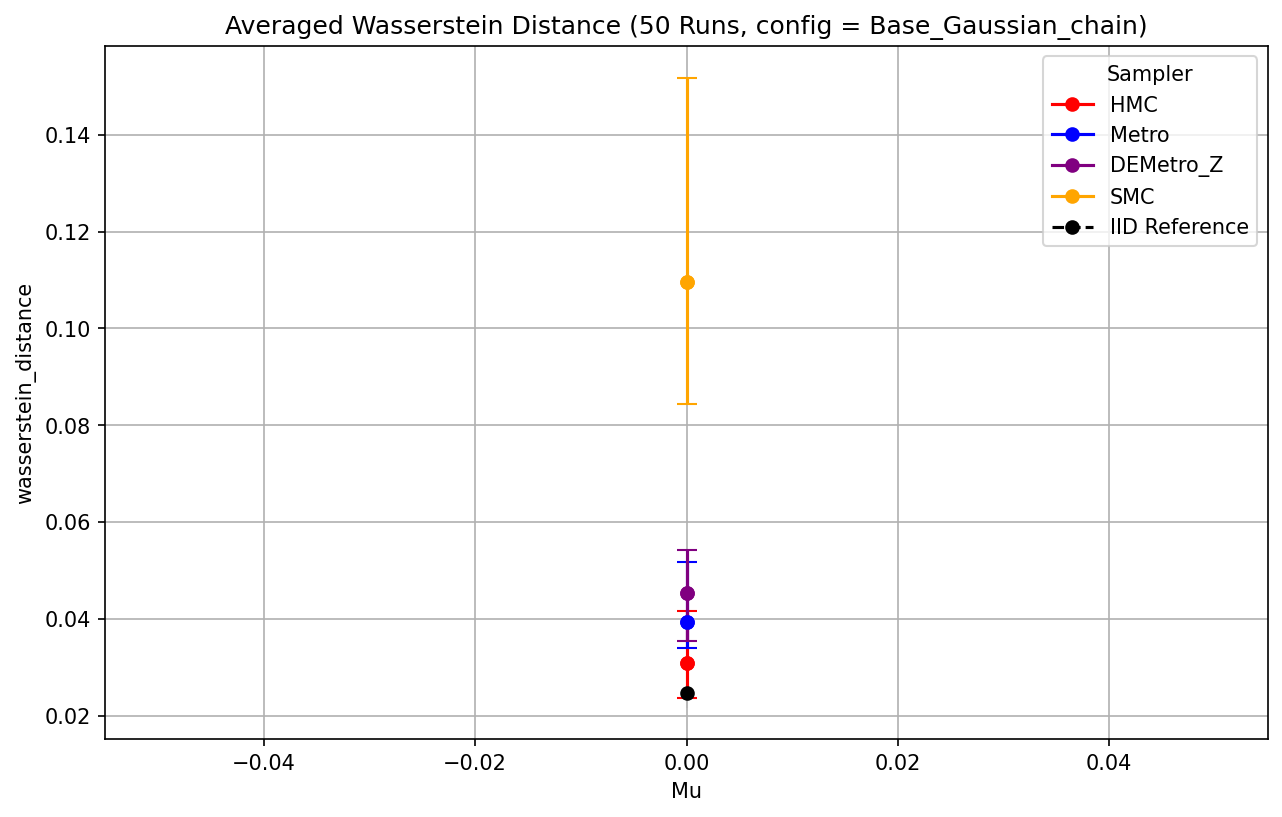 Averaged Wasserstein Distance (50 Runs, config = Base_Gaussian_chain)
Sampler
HMC
Metro
DEMetro_Z
SMC
IID Reference
wasserstein_distance
0.14
0.12
0.10
0.08
0.06
0.04
0.02
−0.04 −0.02 0.00 0.02 0.04
Mu